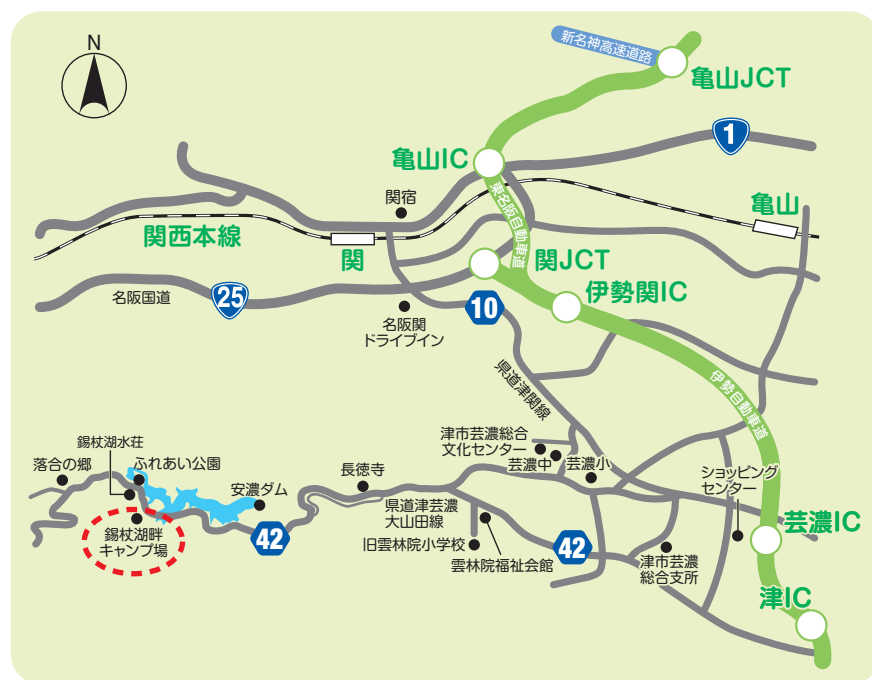 新名神高速道路
N
亀山JCT
1
亀山IC
関宿
東名阪自動車道
亀山
関西本線
関
関JCT
伊勢関IC
名阪国道
25
10
名阪関
ドライブイン
県道津関線
伊勢自動車道
津市芸濃総合
文化センター
錫杖湖水荘
落合の郷
ふれあい公園
長徳寺
芸濃中
芸濃小
ショッピング
センター
安濃ダム
県道津芸濃
大山田線
芸濃IC
錫杖湖畔
キャンプ場
42
旧雲林院小学校
42
雲林院福祉会館
津市芸濃
総合支所
津IC